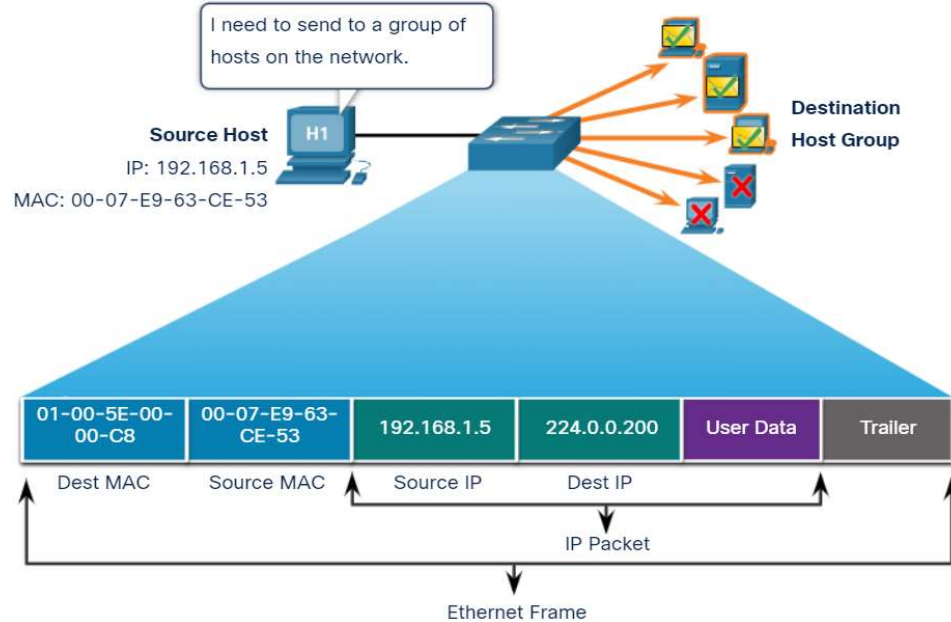 I need to send to a group of
hosts on the network.
H1
Source Host
IP: 192.168.1.5
MAC: 00-07-E9-63-CE-53
Destination
Host Group
01-00-5E-00-
00-C8
00-07-E9-63-
CE-53
192.168.1.5
224.0.0.200
User Data
Trailer
Dest MAC
Source MAC
Source IP
Dest IP
IP Packet
Ethernet Frame